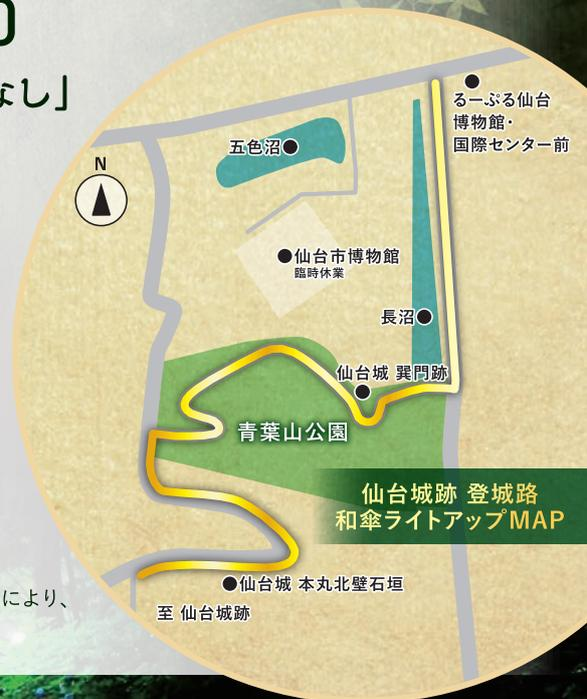 なし」
るーぷる仙台
博物館・
国際センター前
五色沼
N
仙台市博物館
臨時休業
長沼
仙台城 巽門跡
青葉山公園
仙台城跡 登城路
和傘ライトアップMAP
仙台城 本丸北壁石垣
により、
至 仙台城跡